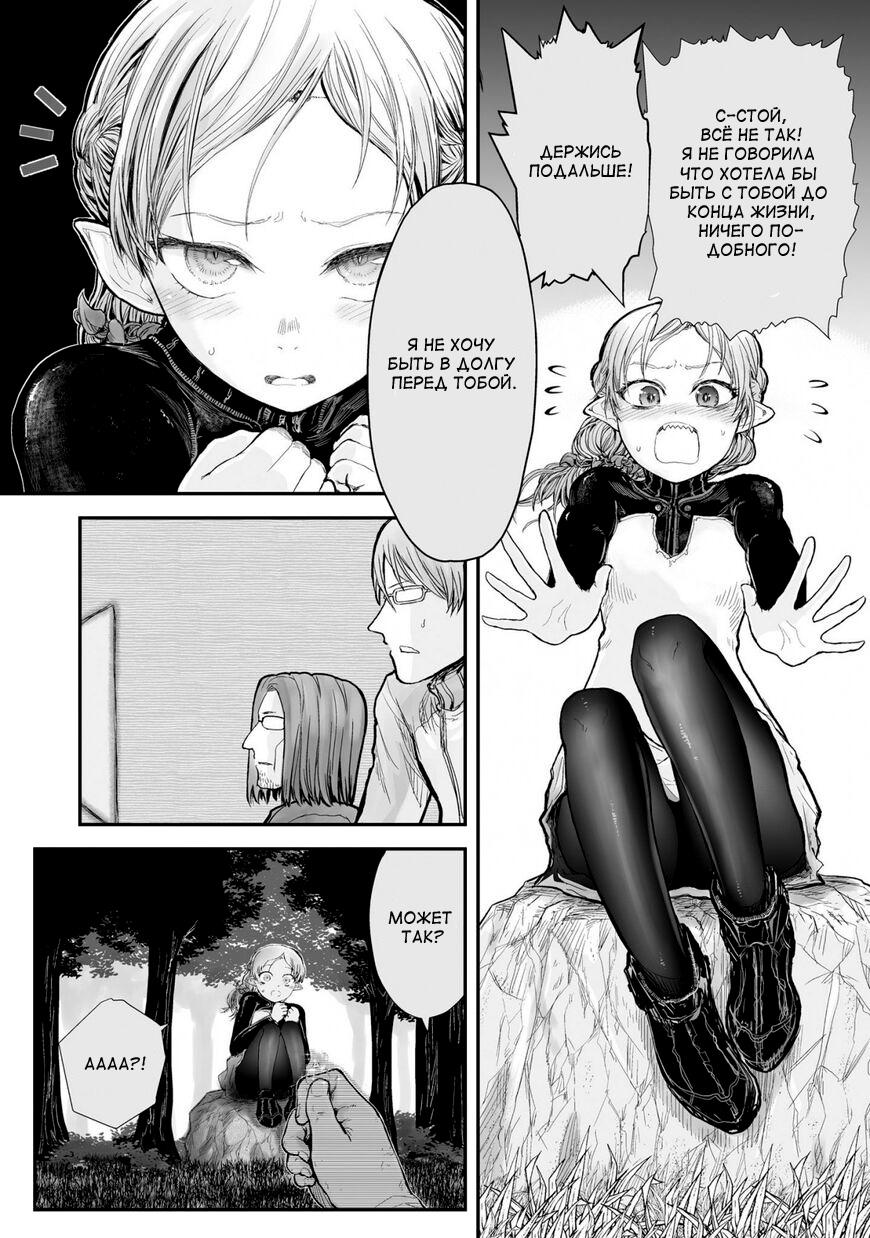 С-СТОЙ,
ВСЁ НЕ ТАК!
Я НЕ ГОВОРИЛА
ЧТО ХОТЕЛА БЫ
БЫТЬ С ТОБОЙ ДО
КОНЦА ЖИЗНИ,
НИЧЕГО ПО-
ДОБНОГО!
ДЕРЖИСЬ
ПОДАЛЬШЕ!
Я НЕ ХОЧУ
БЫТЬ В ДОЛГУ
ПЕРЕД ТОБОЙ.
МОЖЕТ
ТАК?
АААА?!